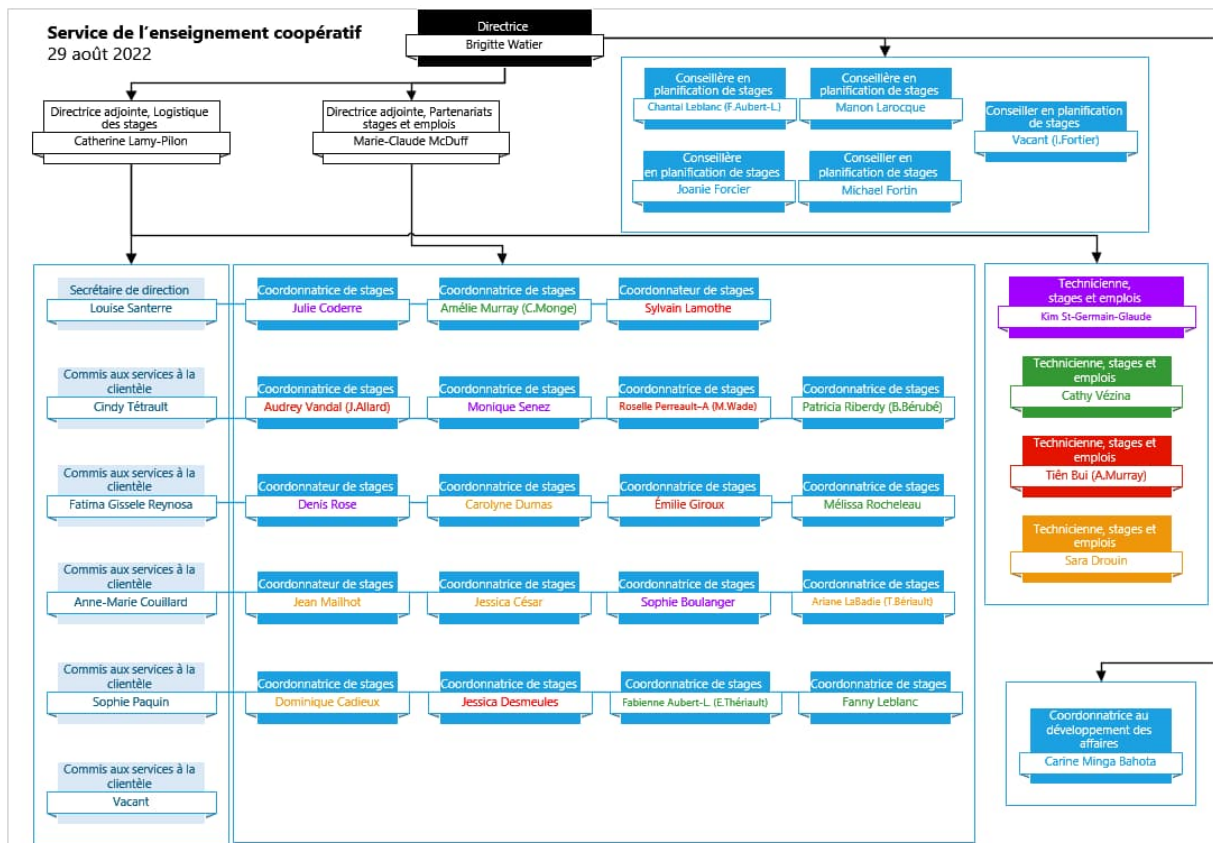 Service de l’enseignement coopératif
29 août 2022
Directrice
Brigitte Watier
Directrice adjointe, Logistique
des stages
Catherine Lamy-Pilon
Directrice adjointe, Partenariats
stages et emplois
Marie-Claude McDuff
Conseillère en
planification de stages
Chantal Leblanc (F.Aubert-L.)
Conseillère en
planification de stages
Manon Larocque
Conseiller en planification
de stages
Vacant (I.Fortier)
Conseillère
en planification de stages
Joanie Forcier
Conseiller en
planification de stages
Michael Fortin
Secrétaire de direction
Louise Santerre
Coordonnatrice de stages
Julie Coderre
Coordonnatrice de stages
Amélie Murray (C.Monge)
Coordonnateur de stages
Sylvain Lamothe
Commis aux services à la
clientèle
Cindy Tétrault
Coordonnatrice de stages
Audrey Vandal (J.Allard)
Coordonnatrice de stages
Monique Senez
Coordonnatrice de stages
Roselle Perreault-A (M.Wade)
Coordonnatrice de stages
Patricia Riberdy (B.Bérubé)
Commis aux services à la
clientèle
Fatima Gissele Reynosa
Coordonnateur de stages
Denis Rose
Coordonnatrice de stages
Carolyne Dumas
Coordonnatrice de stages
Émilie Giroux
Coordonnatrice de stages
Mélissa Rocheleau
Commis aux services à la
clientèle
Anne-Marie Couillard
Coordonnateur de stages
Jean Mailhot
Coordonnatrice de stages
Jessica César
Coordonnatrice de stages
Sophie Boulanger
Coordonnatrice de stages
Ariane LaBadie (T.Bériault)
Commis aux services à la
clientèle
Sophie Paquin
Coordonnatrice de stages
Dominique Cadieux
Coordonnatrice de stages
Jessica Desmeules
Coordonnatrice de stages
Fabienne Aubert-L. (E.Thériault)
Coordonnatrice de stages
Fanny Leblanc
Commis aux services à la
clientèle
Vacant
Technicienne,
stages et emplois
Kim St-Germain-Glaude
Technicienne, stages et
emplois
Cathy Vézina
Technicienne, stages et
emplois
Tiên Bui (A.Murray)
Technicienne, stages et
emplois
Sara Drouin
Coordonnatrice au
développement des
affaires
Carine Minga Bahota